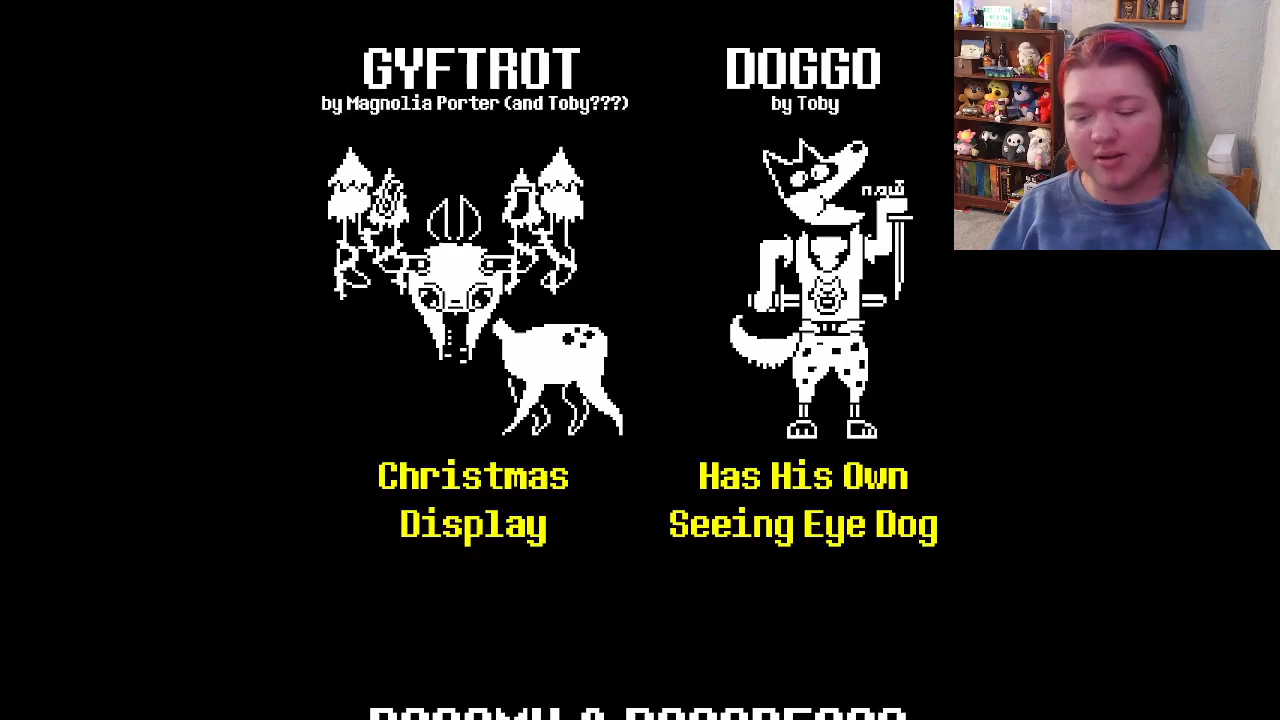 GYFTROT
by Magnolia Porter (and Toby???)
Christmas
Display
DOGGO
by Toby
Has His Own
Seeing Eye Dog